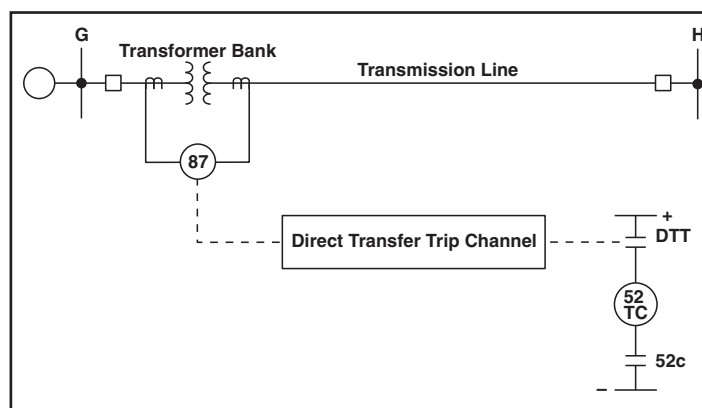 G
H
Transformer Bank
Transmission Line
87
Direct Transfer Trip Channel
+
DTT
52
TC
52c
–